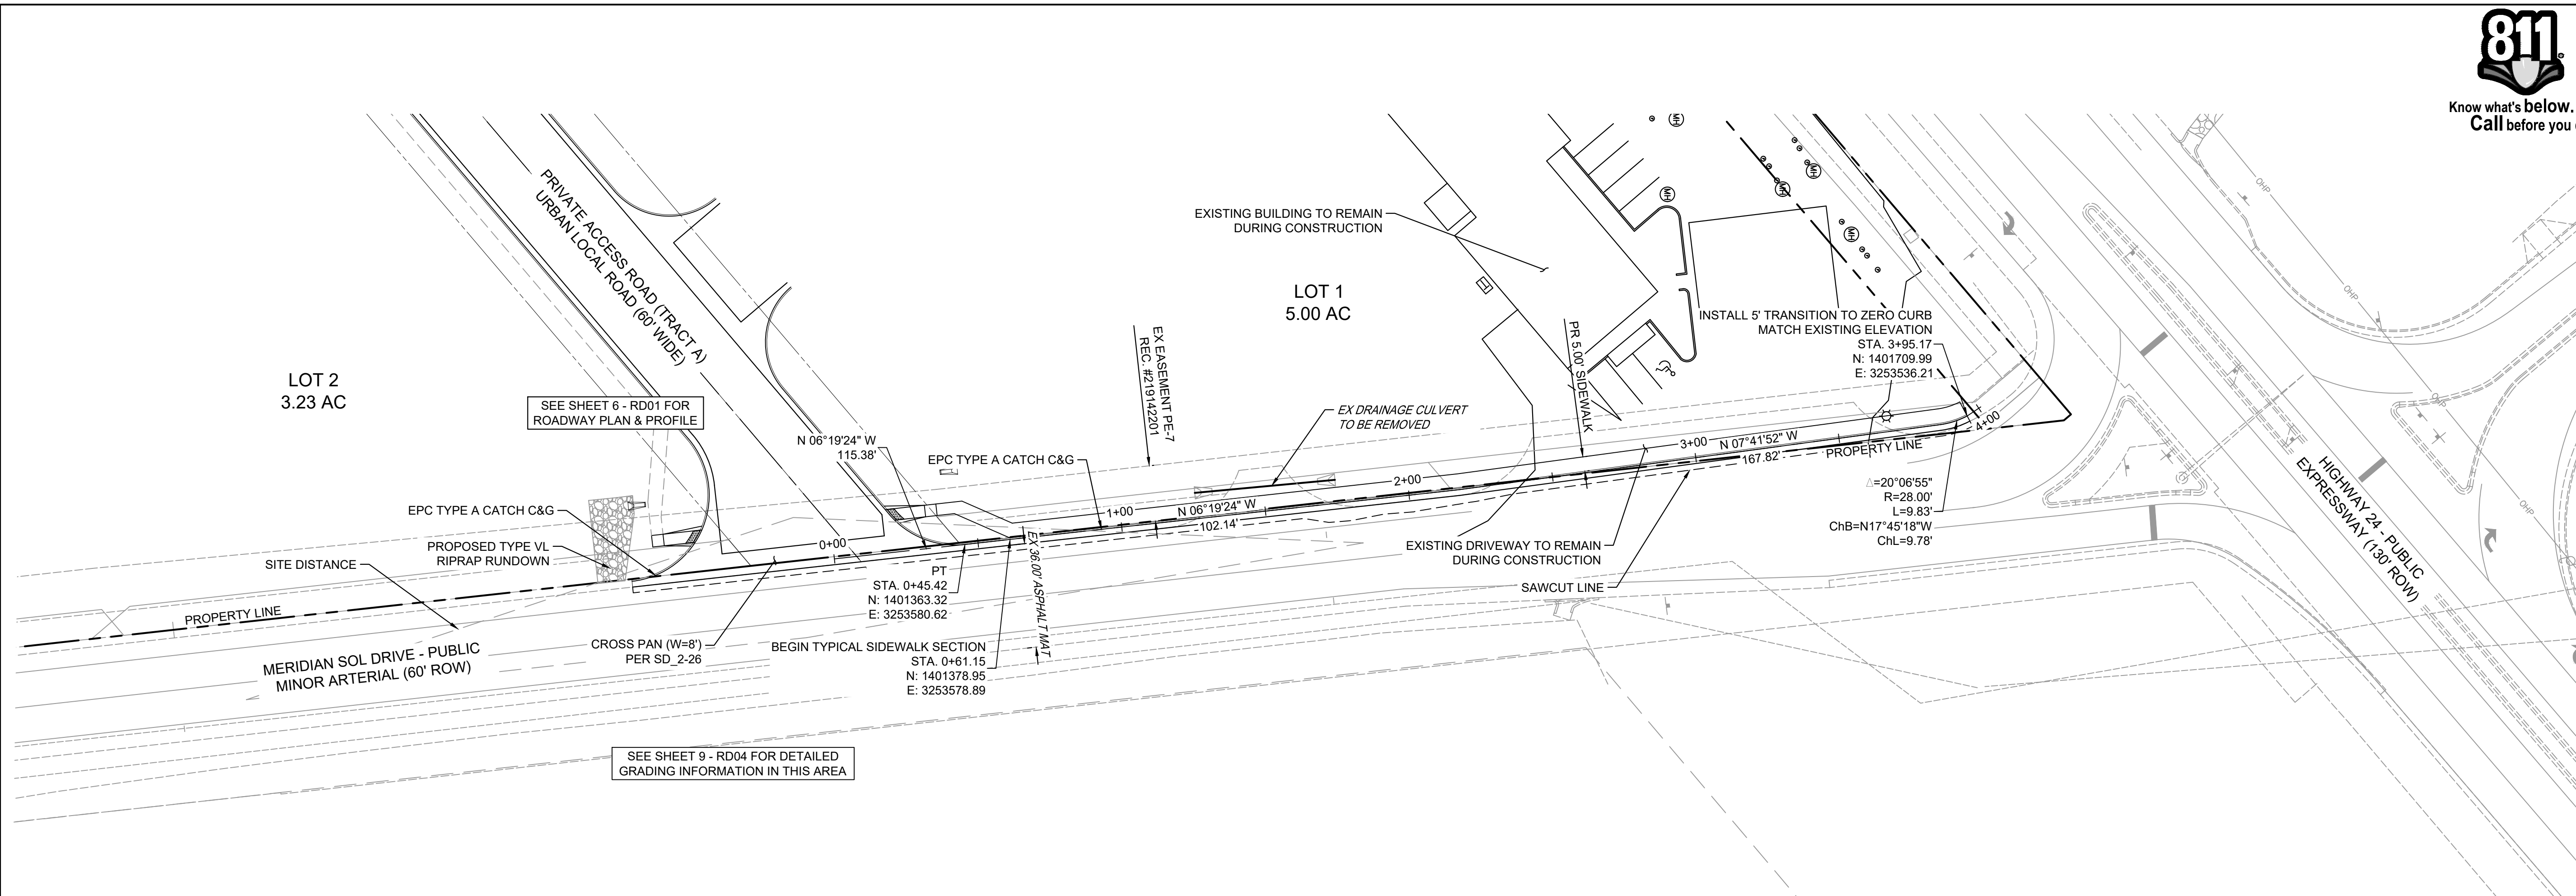 811
Know what's below.
Call before you
PRIVATE ACCESS ROAD (TRACT A)
URBAN LOCAL ROAD (60' WIDE)
LOT 2
3.23 AC
SEE SHEET 6 - RD01 FOR
ROADWAY PLAN & PROFILE
EXISTING BUILDING TO REMAIN
DURING CONSTRUCTION
LOT 1
5.00 AC
MH
MH
MH
MH
MH
EX EASEMENT PE-7
REC. #219142201
PR 5.00' SIDEWALK
INSTALL 5' TRANSITION TO ZERO CURB
MATCH EXISTING ELEVATION
STA. 3+95.17
N: 1401709.99
E: 3253536.21
EX DRAINAGE CULVERT
TO BE REMOVED
N 06°19'24" W
115.38'
EPC TYPE A CATCH C&G
EPC TYPE A CATCH C&G
PROPOSED TYPE VL
RIPRAP RUNDOWN
SITE DISTANCE
PROPERTY LINE
0+00
1+00
N 06°19'24" W
102.14'
2+00
3+00
N 07°41'52" W
167.82'
PROPERTY LINE
4+00
EX 36.00' ASPHALT MAT
PT
STA. 0+45.42
N: 1401363.32
E: 3253580.62
CROSS PAN (W=8')
PER SD_2-26
BEGIN TYPICAL SIDEWALK SECTION
STA. 0+61.15
N: 1401378.95
E: 3253578.89
EXISTING DRIVEWAY TO REMAIN
DURING CONSTRUCTION
SAWCUT LINE
△=20°06'55"
R=28.00'
L=9.83'
ChB=N17°45'18"W
ChL=9.78'
MERIDIAN SOL DRIVE - PUBLIC
MINOR ARTERIAL (60' ROW)
SEE SHEET 9 - RD04 FOR DETAILED
GRADING INFORMATION IN THIS AREA
HIGHWAY 24 - PUBLIC
EXPRESSWAY (130' ROW)
OHP
OHP
OHP
OHP